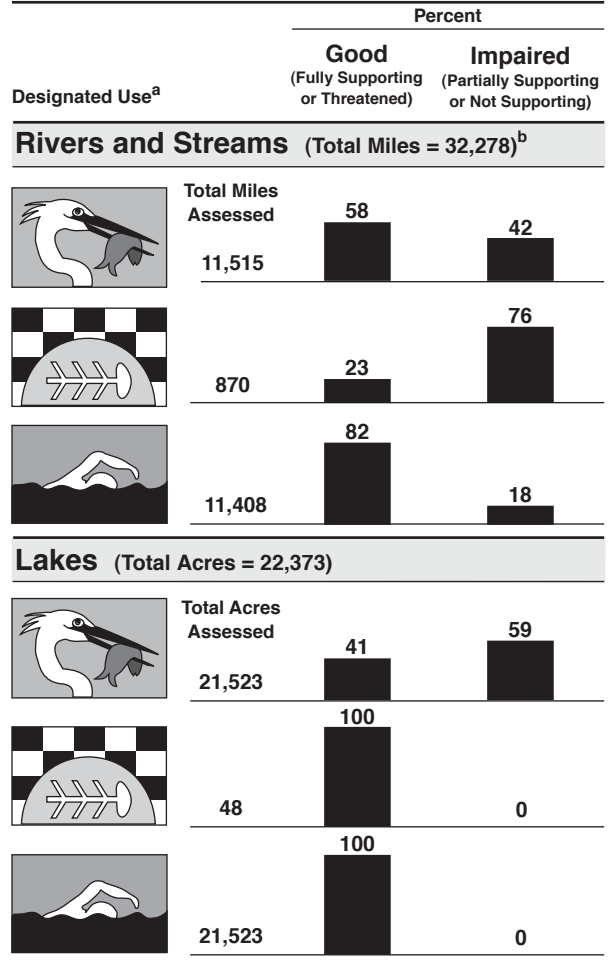 Percent
Good
(Fully Supporting
or Threatened)
Impaired
(Partially Supporting
or Not Supporting)
Designated Useᵃ
Rivers and Streams (Total Miles = 32,278)ᵇ
Total Miles
Assessed
58
42
11,515
76
23
870
82
18
11,408
Lakes (Total Acres = 22,373)
Total Acres
Assessed
59
41
21,523
100
48
0
100
21,523
0